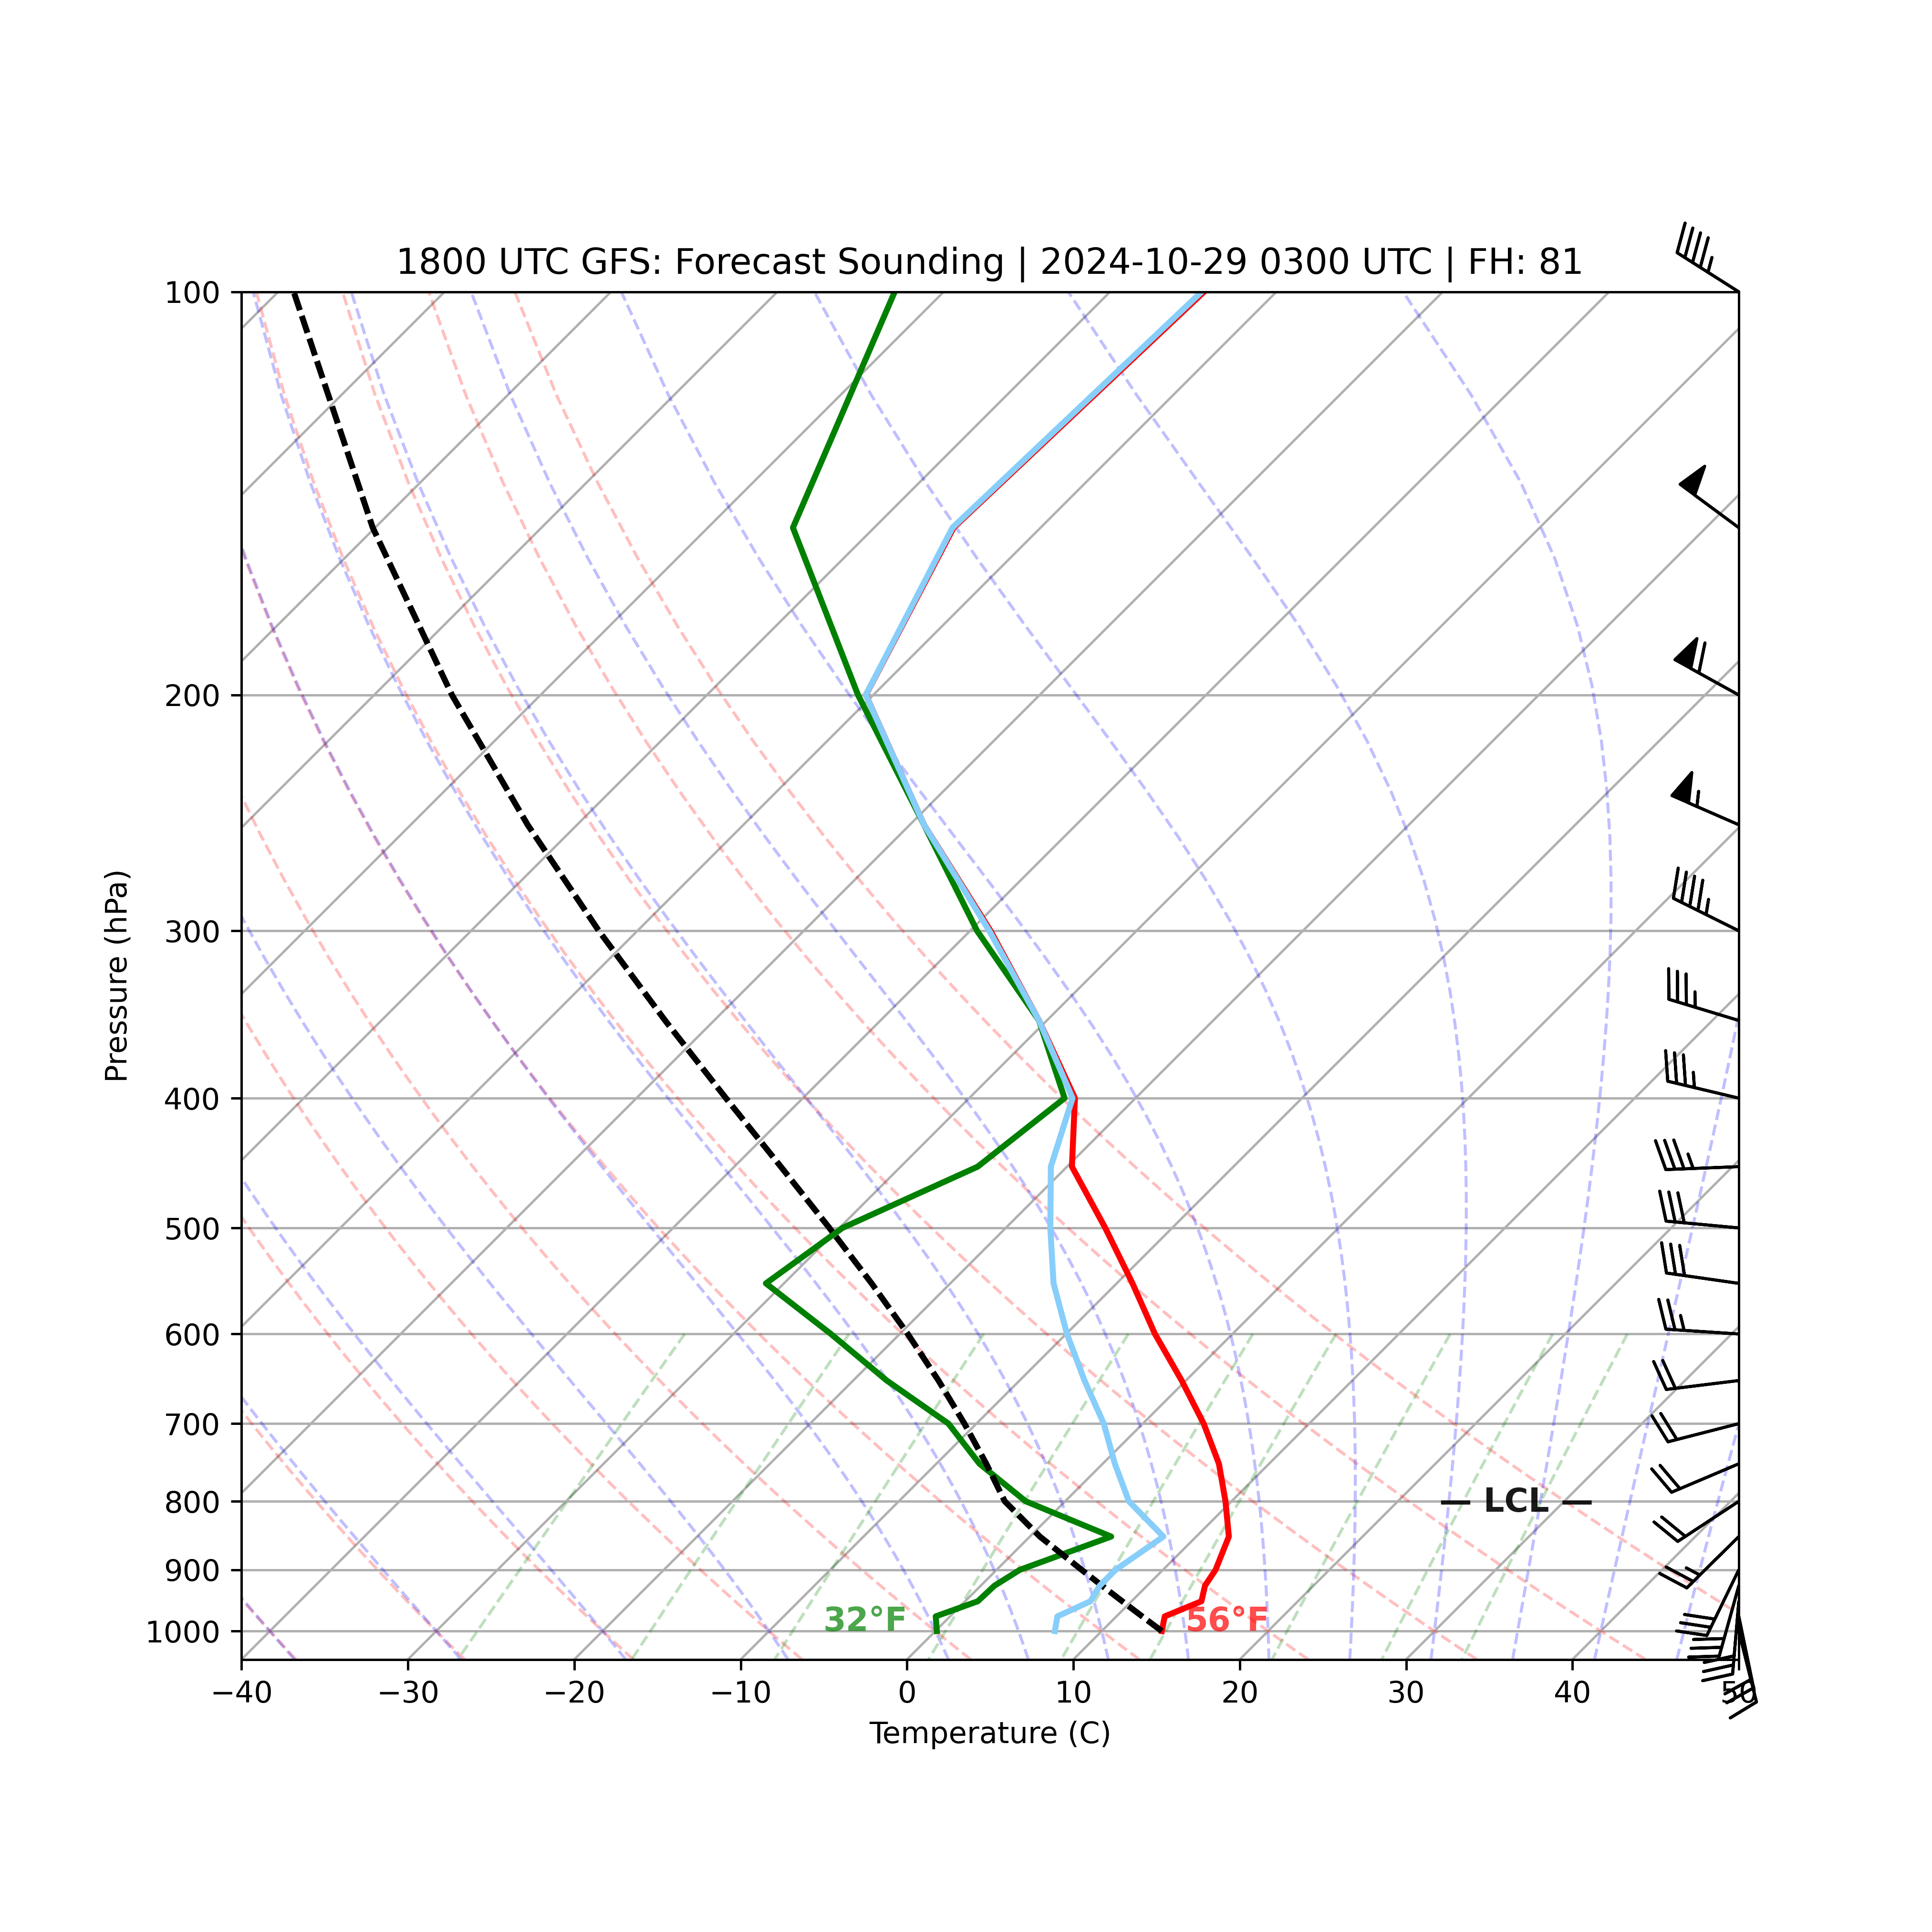 1800 UTC GFS: Forecast Sounding | 2024-10-29 0300 UTC | FH: 81
100
200
300
400
500
600
700
800
900
1000
Pressure (hPa)
LCL
32°F
56°F
−40 −30 −20 −10 0 10 20 30 40 50
Temperature (C)